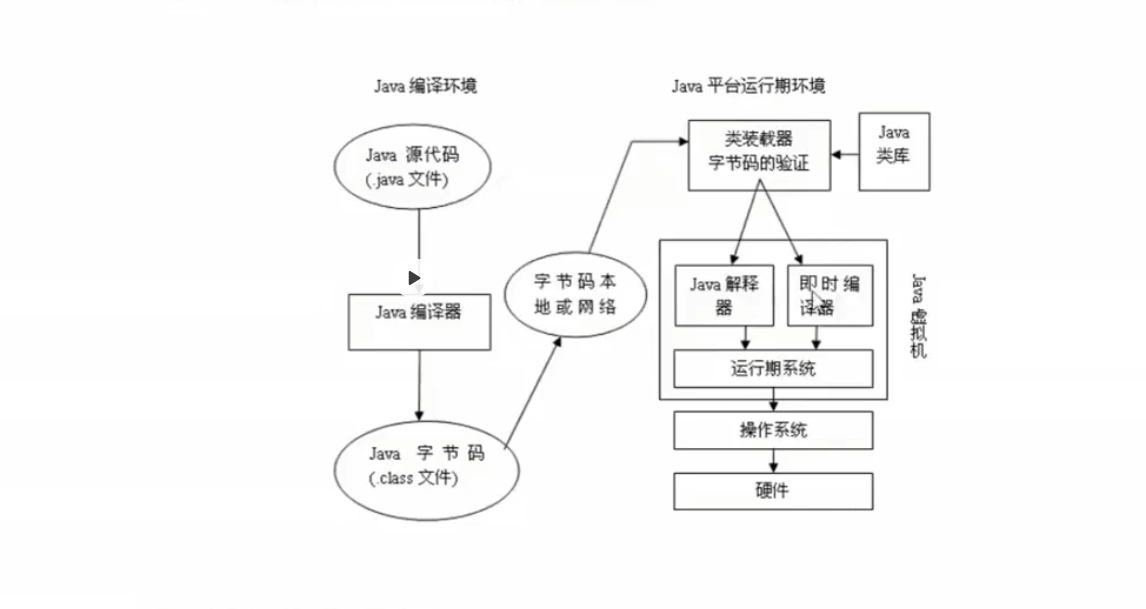 Java 编译环境
Java 源代码
(.java 文件)
Java 编译器
Java 字 节 码
(.class 文件)
字 节 码 本
地 或 网 络
Java 平台运行期环境
类装载器
字节码的验证
Java
类库
Java 解释
器
即 时 编
译器
运行期系统
Java 虚拟机
操作系统
硬件